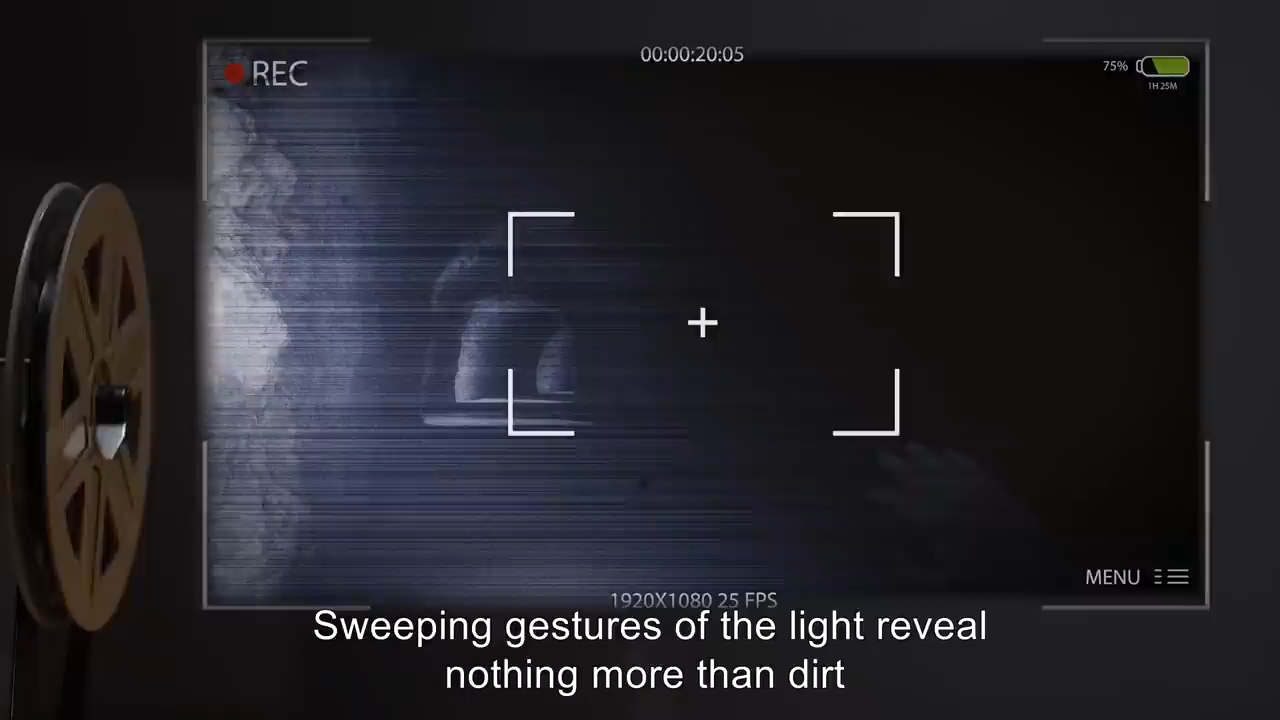 00:00:20:05
REC
75%
1H 25M
MENU
1920X1080 25 FPS
Sweeping gestures of the light reveal
nothing more than dirt